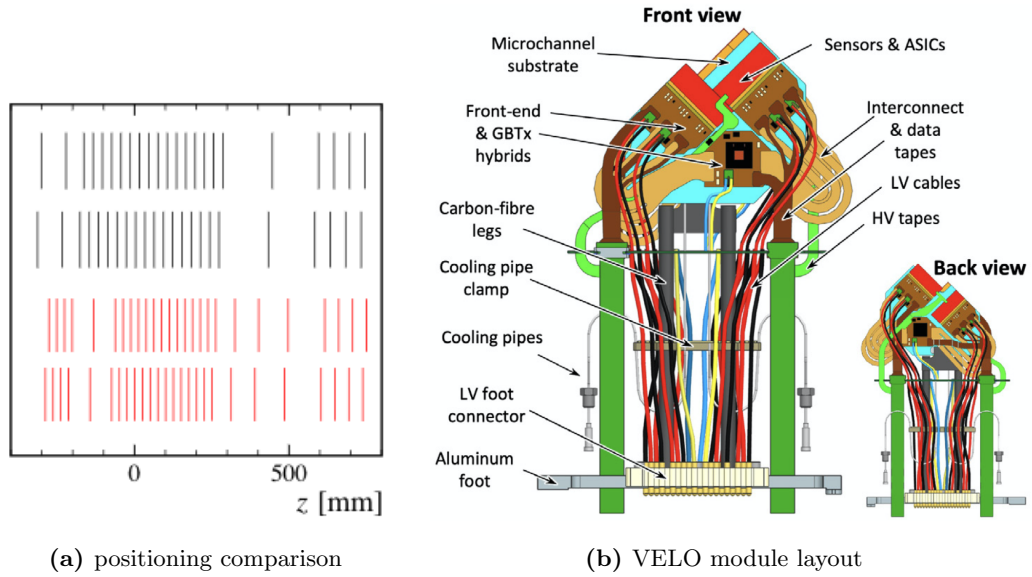 Front view
Microchannel
substrate
Sensors & ASICs
Front-end
& GBTx
hybrids
Interconnect
& data
tapes
LV cables
Carbon-fibre
legs
HV tapes
Cooling pipe
clamp
Back view
Cooling pipes
LV foot
connector
Aluminum
foot
0
500
z [mm]
(a) positioning comparison
(b) VELO module layout